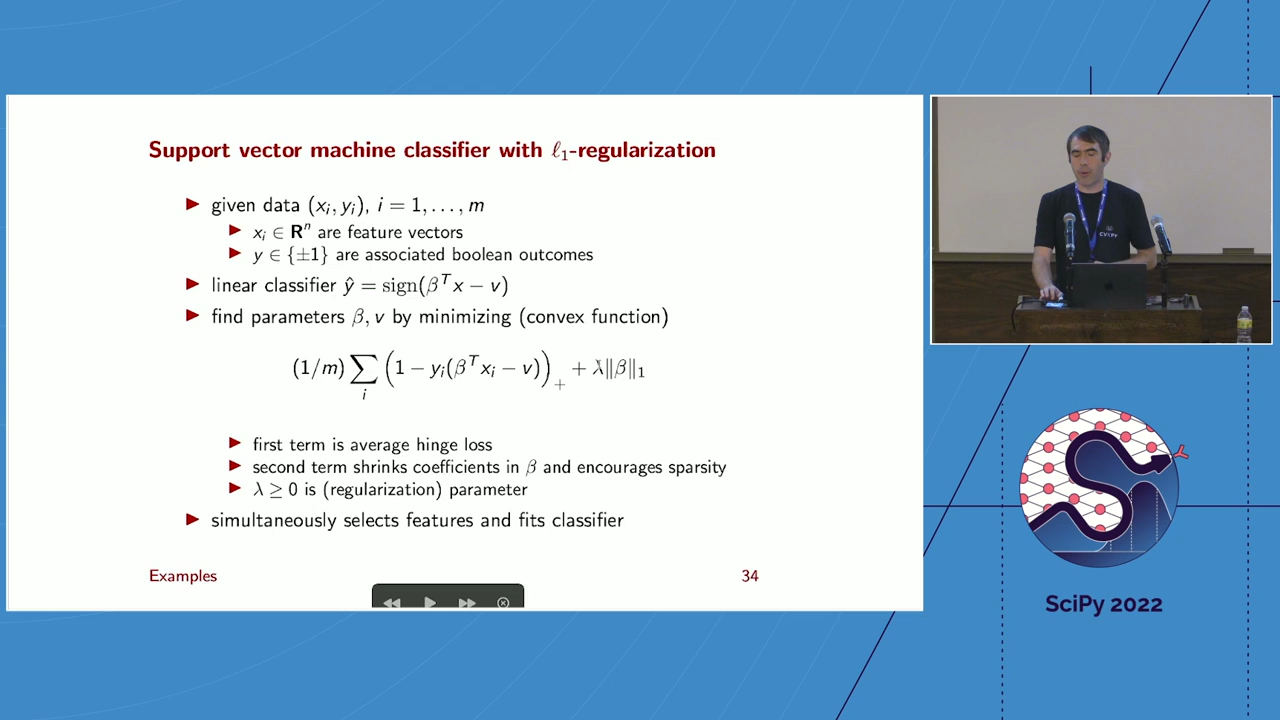 Support vector machine classifier with ℓ₁-regularization
▶ given data (xᵢ, yᵢ), i = 1, . . . , m
▶ xᵢ ∈ Rⁿ are feature vectors
▶ y ∈ {±1} are associated boolean outcomes
▶ linear classifier ŷ = sign(βᵀx − v)
▶ find parameters β, v by minimizing (convex function)
(1/m) ∑ᵢ (1 − yᵢ(βᵀxᵢ − v))₊ + λ‖β‖₁
▶ first term is average hinge loss
▶ second term shrinks coefficients in β and encourages sparsity
▶ λ ≥ 0 is (regularization) parameter
▶ simultaneously selects features and fits classifier
Examples 34
CVXPY
SciPy 2022